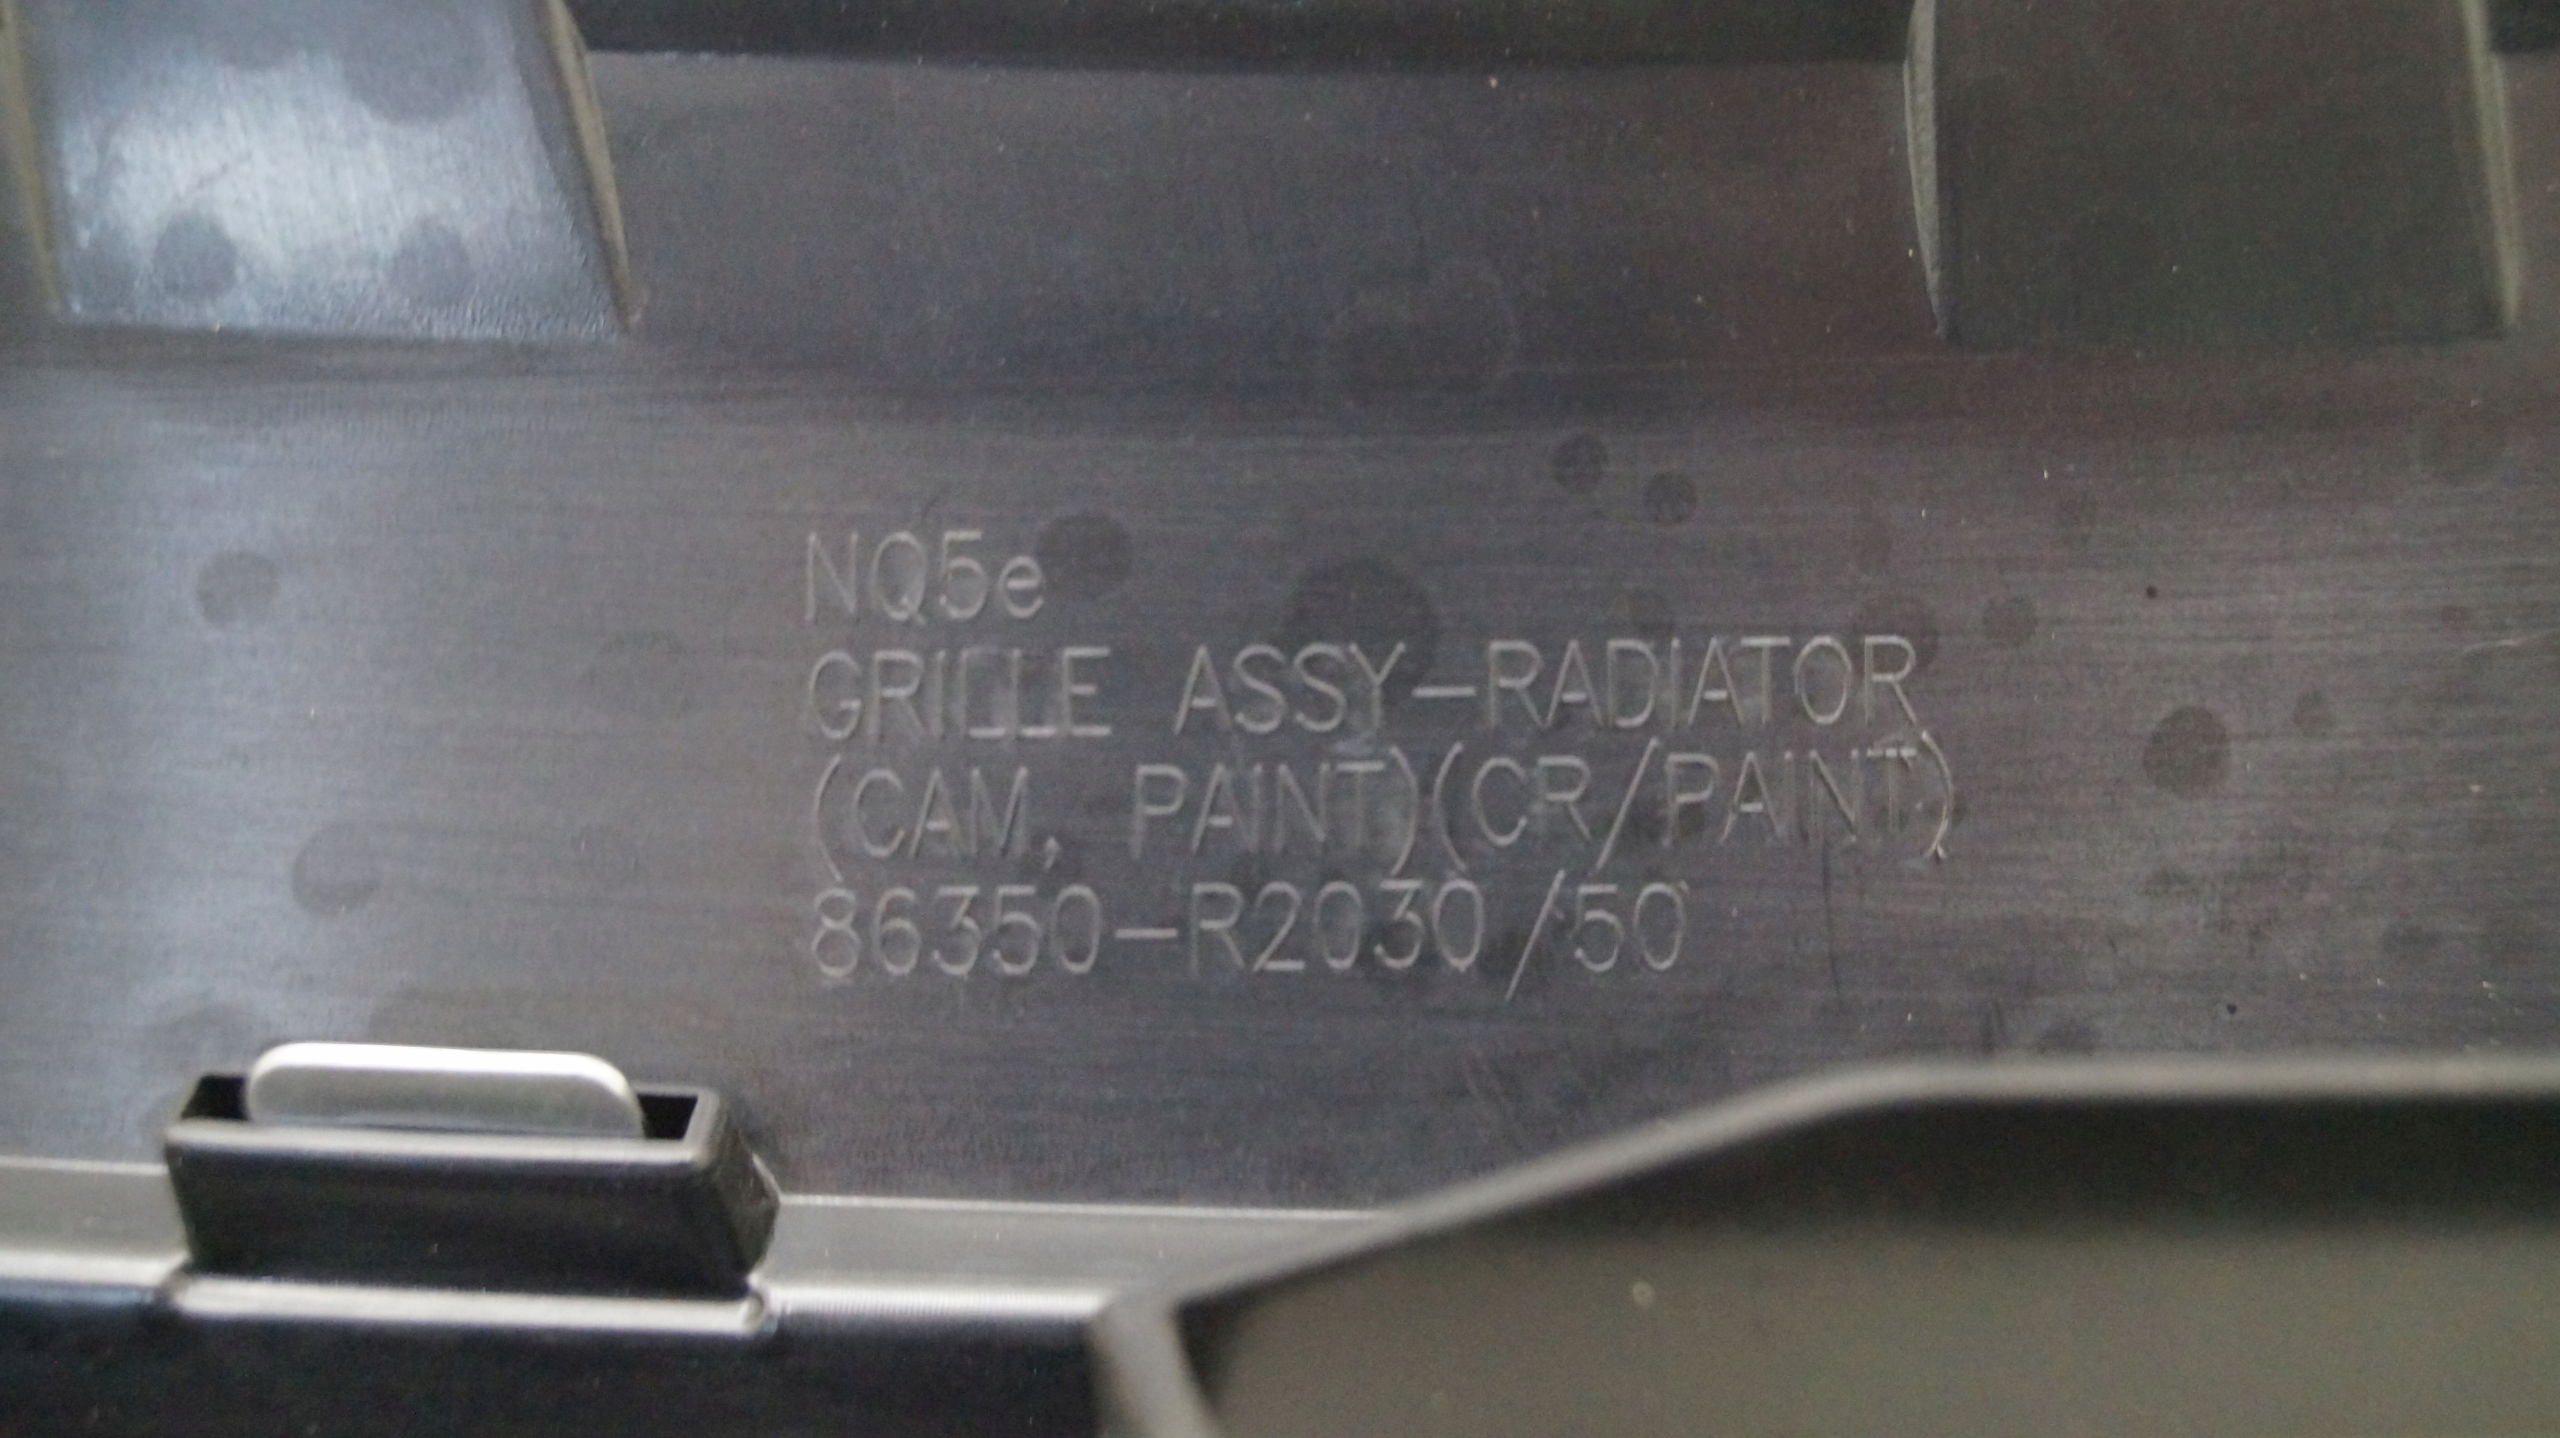 NQ5e
GRILLE ASSY-RADIATOR
(CAM, PAINT)(CR/PAINT)
86350-R2030/50